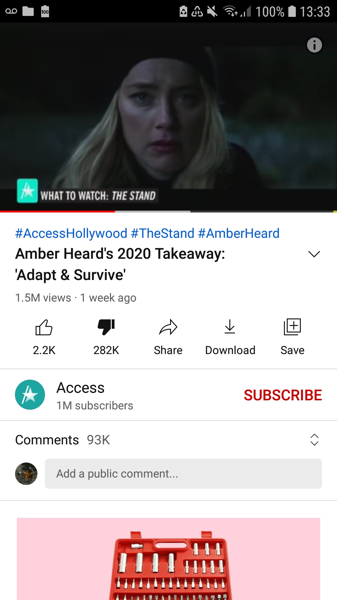 100% 13:33
WHAT TO WATCH: THE STAND
#AccessHollywood #TheStand #AmberHeard
Amber Heard's 2020 Takeaway:
'Adapt & Survive'
1.5M views · 1 week ago
2.2K 282K Share Download Save
Access
1M subscribers
SUBSCRIBE
Comments 93K
Add a public comment...